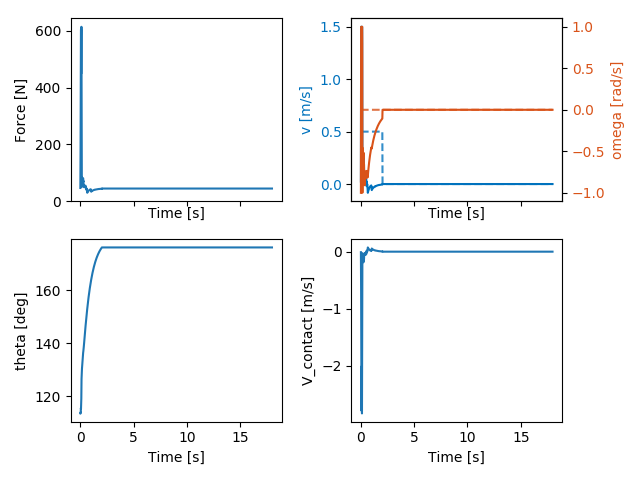 Force [N]
600
400
200
0
Time [s]
v [m/s]
1.5
1.0
0.5
0.0
omega [rad/s]
1.0
0.5
0.0
−0.5
−1.0
Time [s]
theta [deg]
160
140
120
0 5 10 15
Time [s]
V_contact [m/s]
0
−1
−2
0 5 10 15
Time [s]